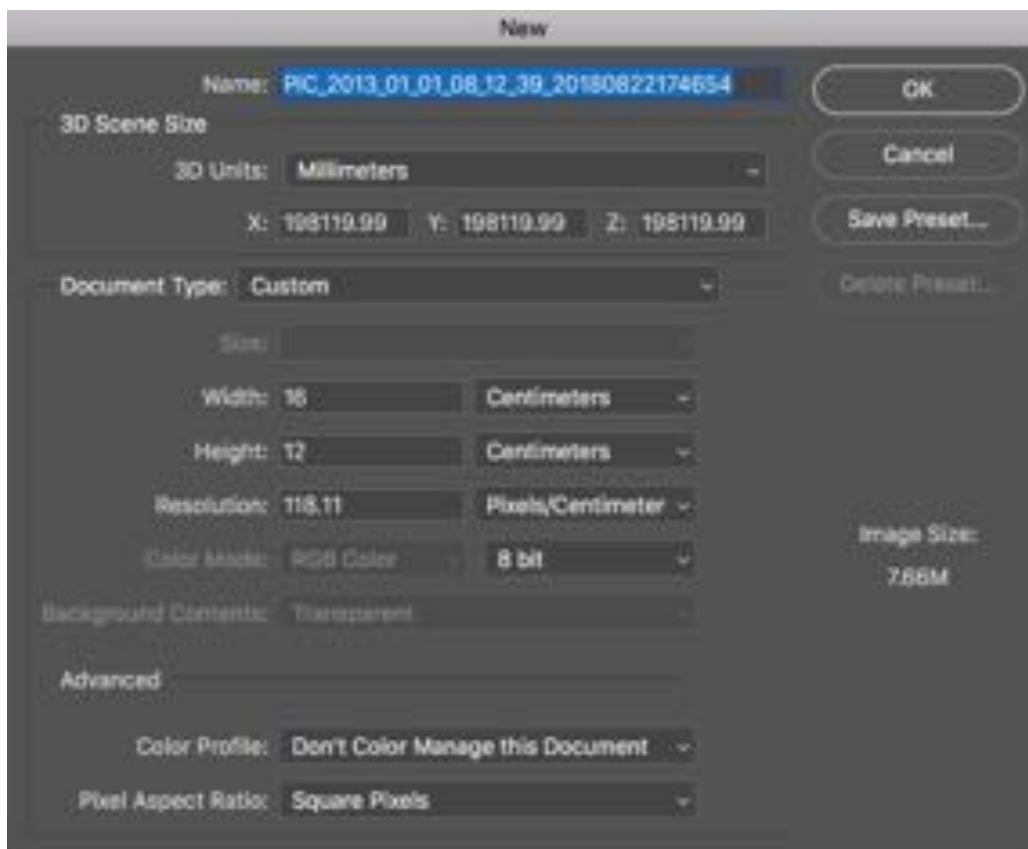 New
Name: PIC_2013_01_01_08_12_39_20180822174654
OK
3D Scene Size
Cancel
3D Units: Millimeters
X: 198119.99 Y: 198119.99 Z: 198119.99
Save Preset...
Document Type: Custom
Delete Preset...
Size:
Width: 16 Centimeters
Height: 12 Centimeters
Resolution: 118.11 Pixels/Centimeter
Image Size:
Color Mode: RGB Color 8 bit
7.66M
Background Contents: Transparent
Advanced
Color Profile: Don't Color Manage this Document
Pixel Aspect Ratio: Square Pixels